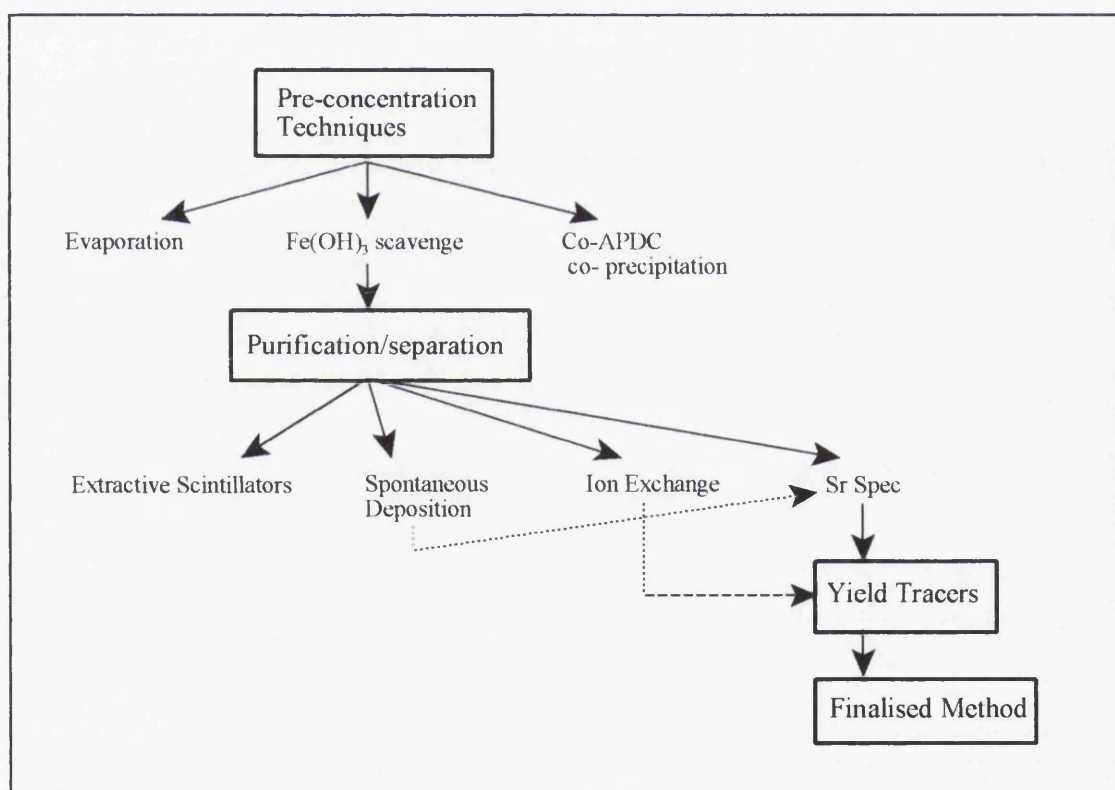 Pre-concentration
Techniques
Evaporation
Fe(OH)₃ scavenge
Co-APDC
co- precipitation
Purification/separation
Extractive Scintillators
Spontaneous
Deposition
Ion Exchange
Sr Spec
Yield Tracers
Finalised Method